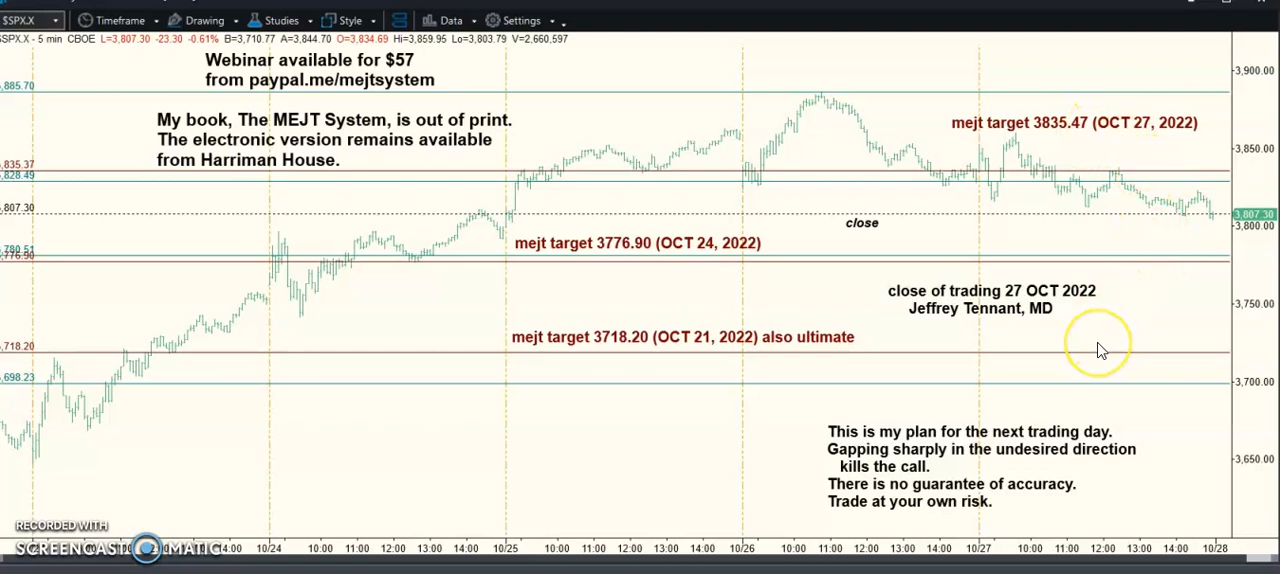 $SPX.X Timeframe Drawing Studies Style Data Settings
$SPX.X - 5 min CBOE L=3,807.30 -23.30 -0.61% B=3,710.77 A=3,844.70 O=3,834.69 Hi=3,859.95 Lo=3,803.79 V=2,660,597
Webinar available for $57
from paypal.me/mejtsystem
3,900.00
,885.70
My book, The MEJT System, is out of print.
The electronic version remains available
from Harriman House.
mejt target 3835.47 (OCT 27, 2022)
3,850.00
,835.37
,828.49
,807.30
3,807.30
close
3,800.00
mejt target 3776.90 (OCT 24, 2022)
,780.51
,776.90
close of trading 27 OCT 2022
Jeffrey Tennant, MD
3,750.00
mejt target 3718.20 (OCT 21, 2022) also ultimate
,718.20
,698.23
3,700.00
This is my plan for the next trading day.
Gapping sharply in the undesired direction
kills the call.
There is no guarantee of accuracy.
Trade at your own risk.
3,650.00
RECORDED WITH
SCREENCAST MATIC
14:00 10/24 10:00 11:00 12:00 13:00 14:00 10/25 10:00 11:00 12:00 13:00 14:00 10/26 10:00 11:00 12:00 13:00 14:00 10/27 10:00 11:00 12:00 13:00 14:00 10/28